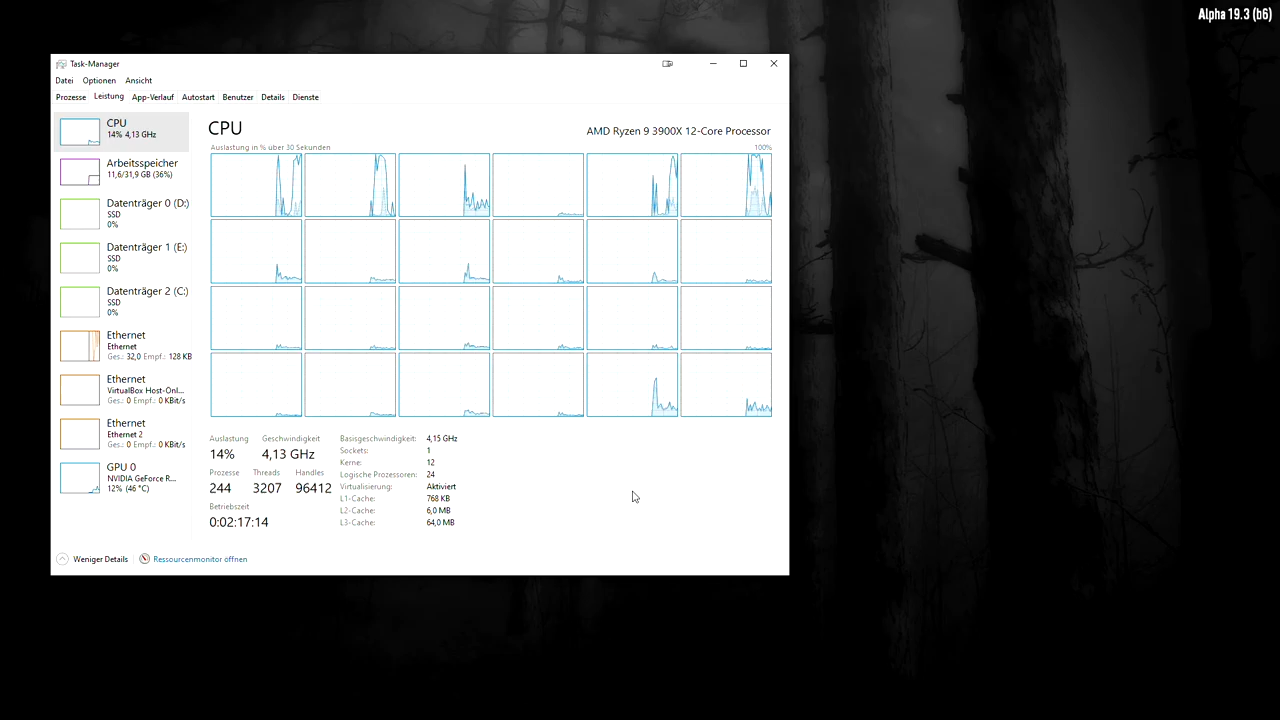 Alpha 19.3 (b6)
Task-Manager
Datei Optionen Ansicht
Prozesse Leistung App-Verlauf Autostart Benutzer Details Dienste
CPU
14% 4,13 GHz
Arbeitsspeicher
11,6/31,9 GB (36%)
Datenträger 0 (D:)
SSD
0%
Datenträger 1 (E:)
SSD
0%
Datenträger 2 (C:)
SSD
0%
Ethernet
Ethernet
Ges.: 32,0 Empf.: 128 KB
Ethernet
VirtualBox Host-Onl...
Ges.: 0 Empf.: 0 KBit/s
Ethernet
Ethernet 2
Ges.: 0 Empf.: 0 KBit/s
GPU 0
NVIDIA GeForce R...
12% (46 °C)
CPU
AMD Ryzen 9 3900X 12-Core Processor
Auslastung in % über 30 Sekunden 100%
Auslastung Geschwindigkeit
14% 4,13 GHz
Prozesse Threads Handles
244 3207 96412
Betriebszeit
0:02:17:14
Basisgeschwindigkeit: 4,15 GHz
Sockets: 1
Kerne: 12
Logische Prozessoren: 24
Virtualisierung: Aktiviert
L1-Cache: 768 KB
L2-Cache: 6,0 MB
L3-Cache: 64,0 MB
Weniger Details Ressourcenmonitor öffnen